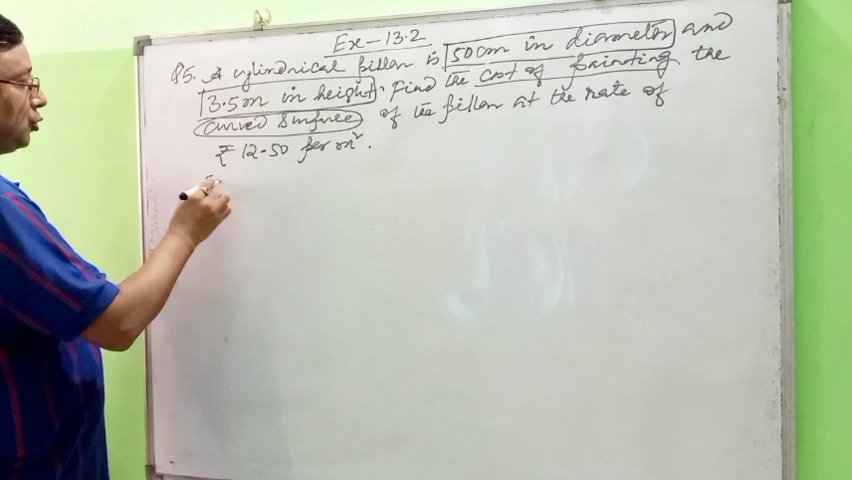 Ex-13.2
Q5. A cylindrical pillar is 50cm in diameter and
3.5m in height. Find the cost of painting the
curved surface of the pillar at the rate of
₹ 12.50 per m².